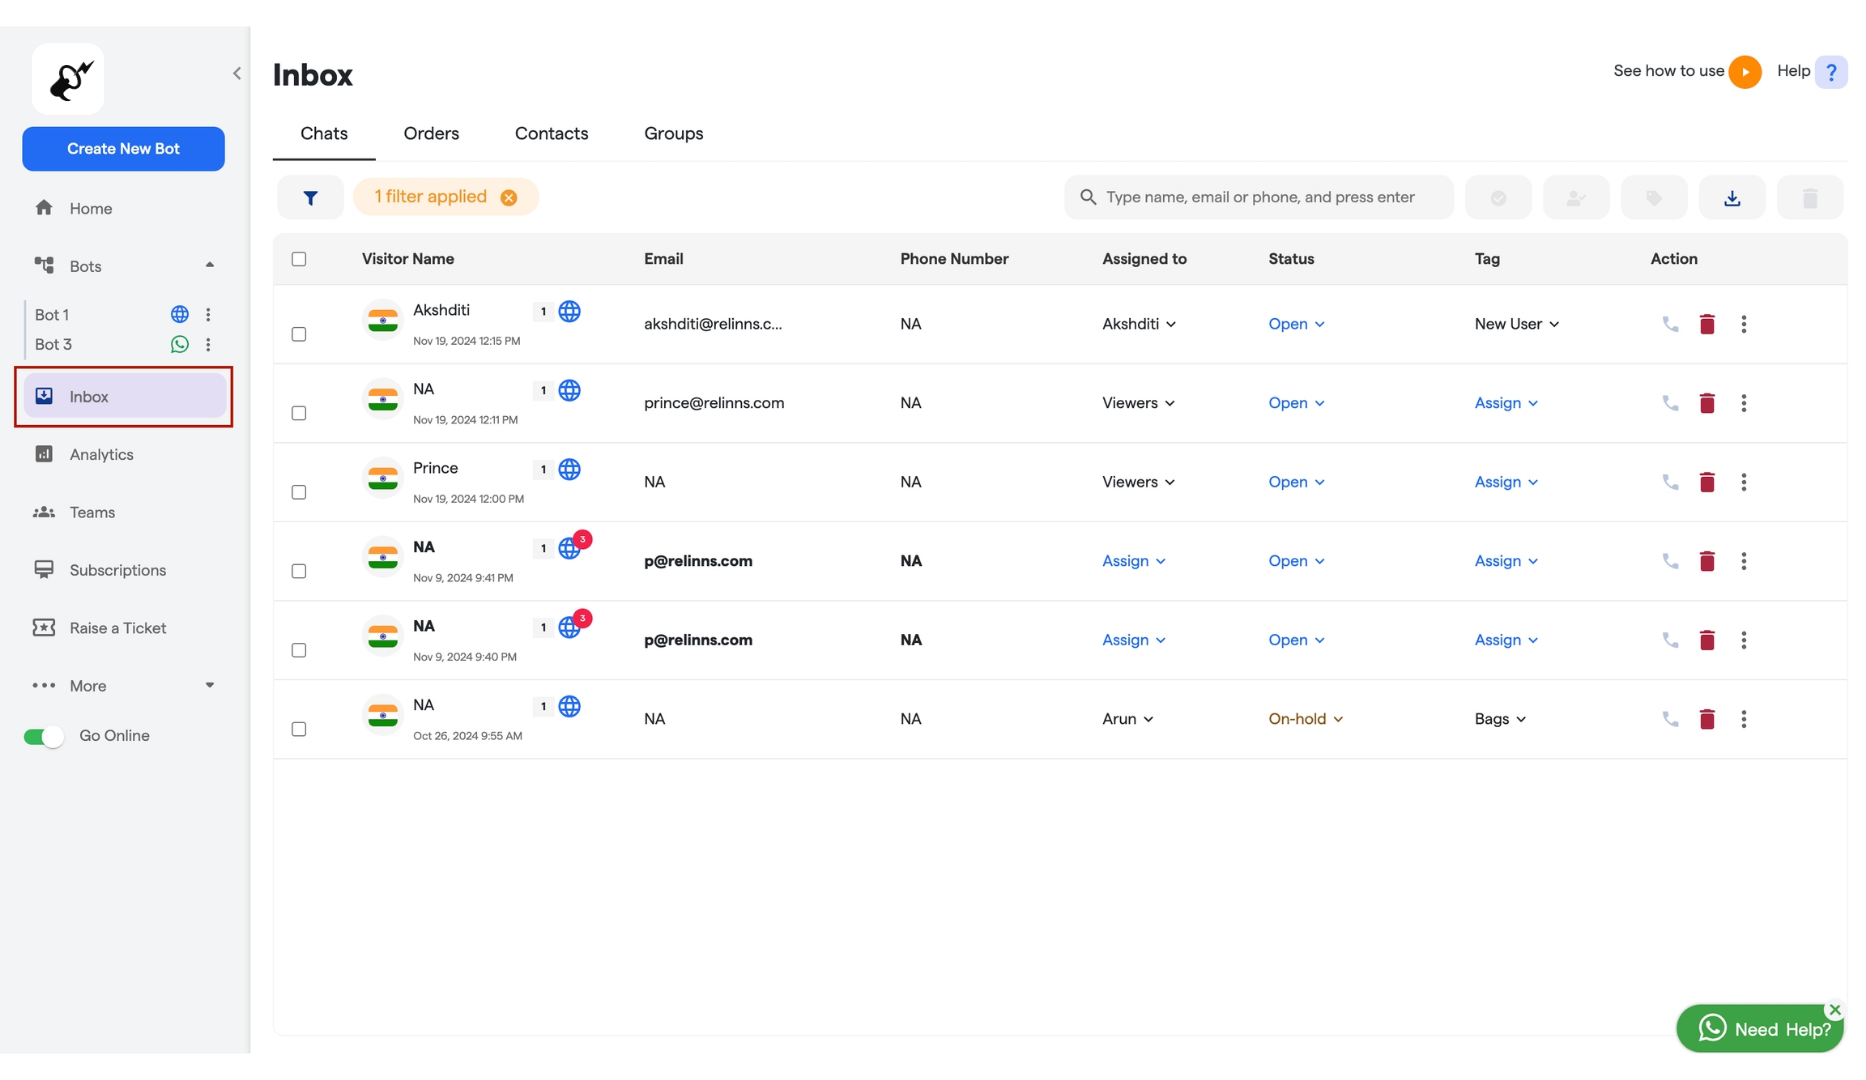 Inbox
See how to use
Help ?
Create New Bot
Chats Orders Contacts Groups
1 filter applied
Type name, email or phone, and press enter
Home
Bots
Bot 1
Bot 3
Inbox
Analytics
Teams
Subscriptions
Raise a Ticket
More
Go Online
Visitor Name Email Phone Number Assigned to Status Tag Action
Akshditi 1 akshditi@relinns.c... NA Akshditi Open New User
Nov 19, 2024 12:15 PM
NA 1 prince@relinns.com NA Viewers Open Assign
Nov 19, 2024 12:11 PM
Prince 1 NA NA Viewers Open Assign
Nov 19, 2024 12:00 PM
NA 1 3 p@relinns.com NA Assign Open Assign
Nov 9, 2024 9:41 PM
NA 1 3 p@relinns.com NA Assign Open Assign
Nov 9, 2024 9:40 PM
NA 1 NA NA Arun On-hold Bags
Oct 26, 2024 9:55 AM
Need Help?